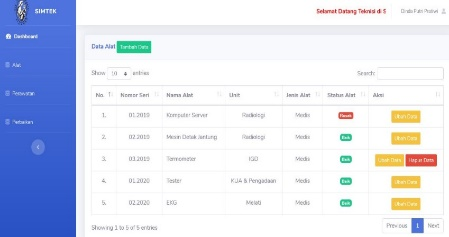 SIMTEK
Selamat Datang Teknisi di S
Dinda Putri Pratiwi
Dashboard
Data Alat Tambah Data
Alat
Show 10 entries Search:
No. Nomor Seri Nama Alat Unit Jenis Alat Status Alat Aksi
Perawatan
1. 01.2019 Komputer Server Radiologi Medis Rusak Ubah Data
Perbaikan
2. 02.2019 Mesin Detak Jantung Radiologi Medis Baik Ubah Data
3. 03.2019 Termometer IGD Medis Baik Ubah Data Hapus Data
4. 01.2020 Tester & Pengadaan Medis Baik Ubah Data
5. 02.2020 EKG Melati Medis Baik Ubah Data
Showing 1 to 5 of 5 entries Previous 1 Next